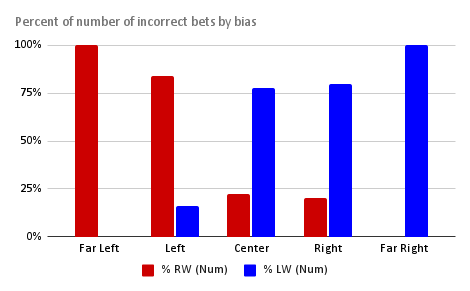 Percent of number of incorrect bets by bias
100%
75%
50%
25%
0%
Far Left Left Center Right Far Right
% RW (Num) % LW (Num)